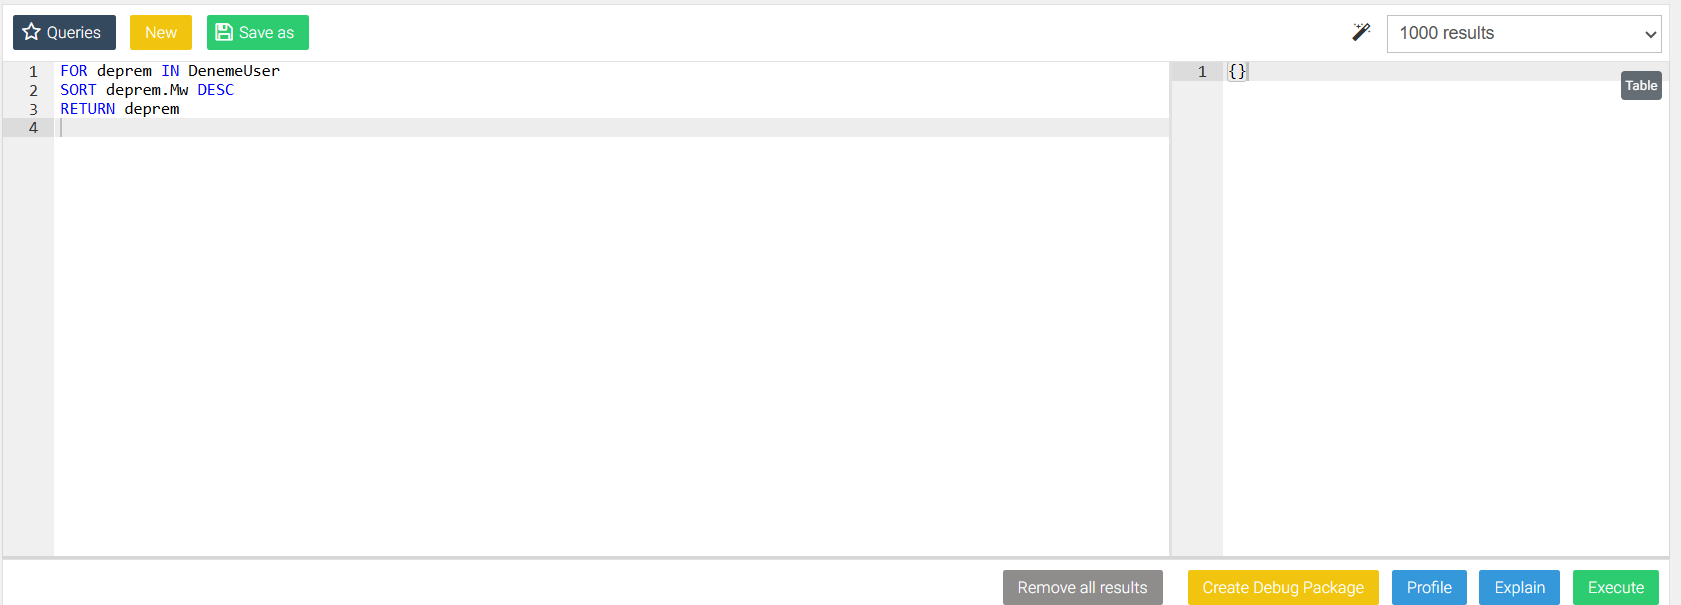 Queries New Save as 1000 results
1 FOR deprem IN DenemeUser
2 SORT deprem.Mw DESC
3 RETURN deprem
4
1 {}
Table
Remove all results Create Debug Package Profile Explain Execute